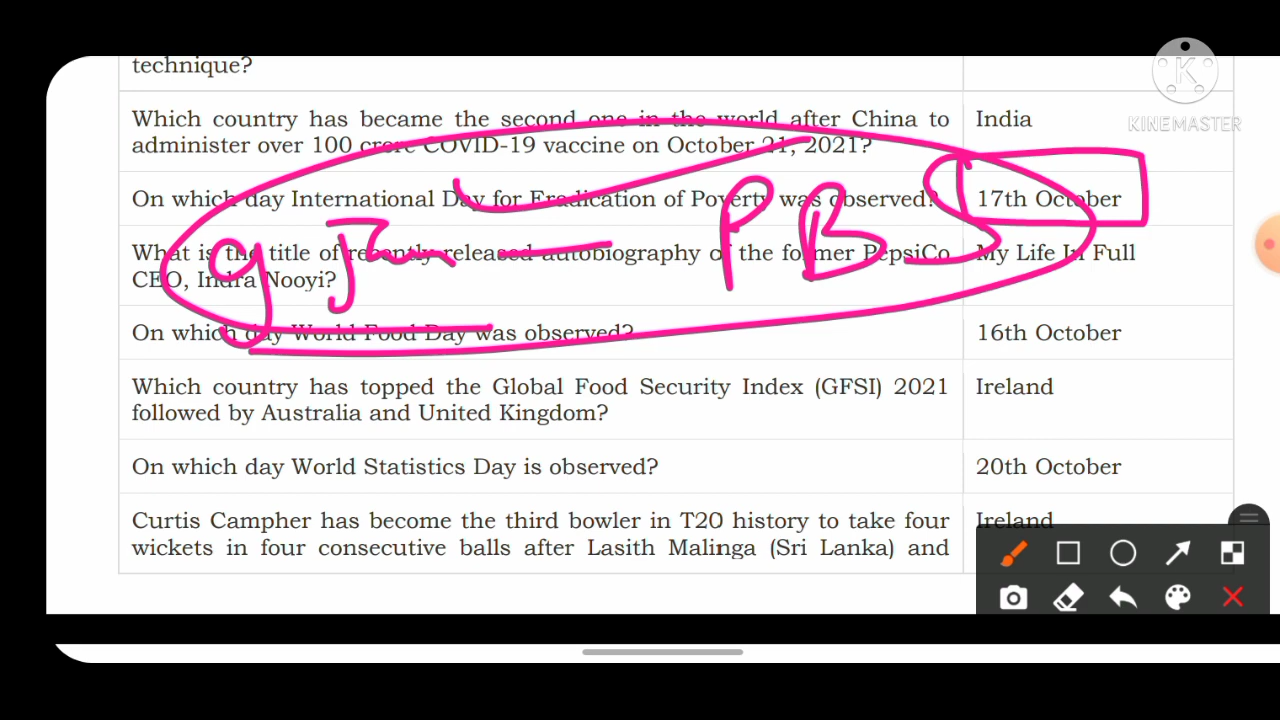 technique?
Which country has became the second one in the world after China to
administer over 100 crore COVID-19 vaccine on October 21, 2021?
India
On which day International Day for Eradication of Poverty was observed?
17th October
What is the title of recently released autobiography of the former PepsiCo
CEO, Indra Nooyi?
My Life In Full
On which day World Food Day was observed?
16th October
Which country has topped the Global Food Security Index (GFSI) 2021
followed by Australia and United Kingdom?
Ireland
On which day World Statistics Day is observed?
20th October
Curtis Campher has become the third bowler in T20 history to take four
wickets in four consecutive balls after Lasith Malinga (Sri Lanka) and
Ireland
PB
K
KINEMASTER